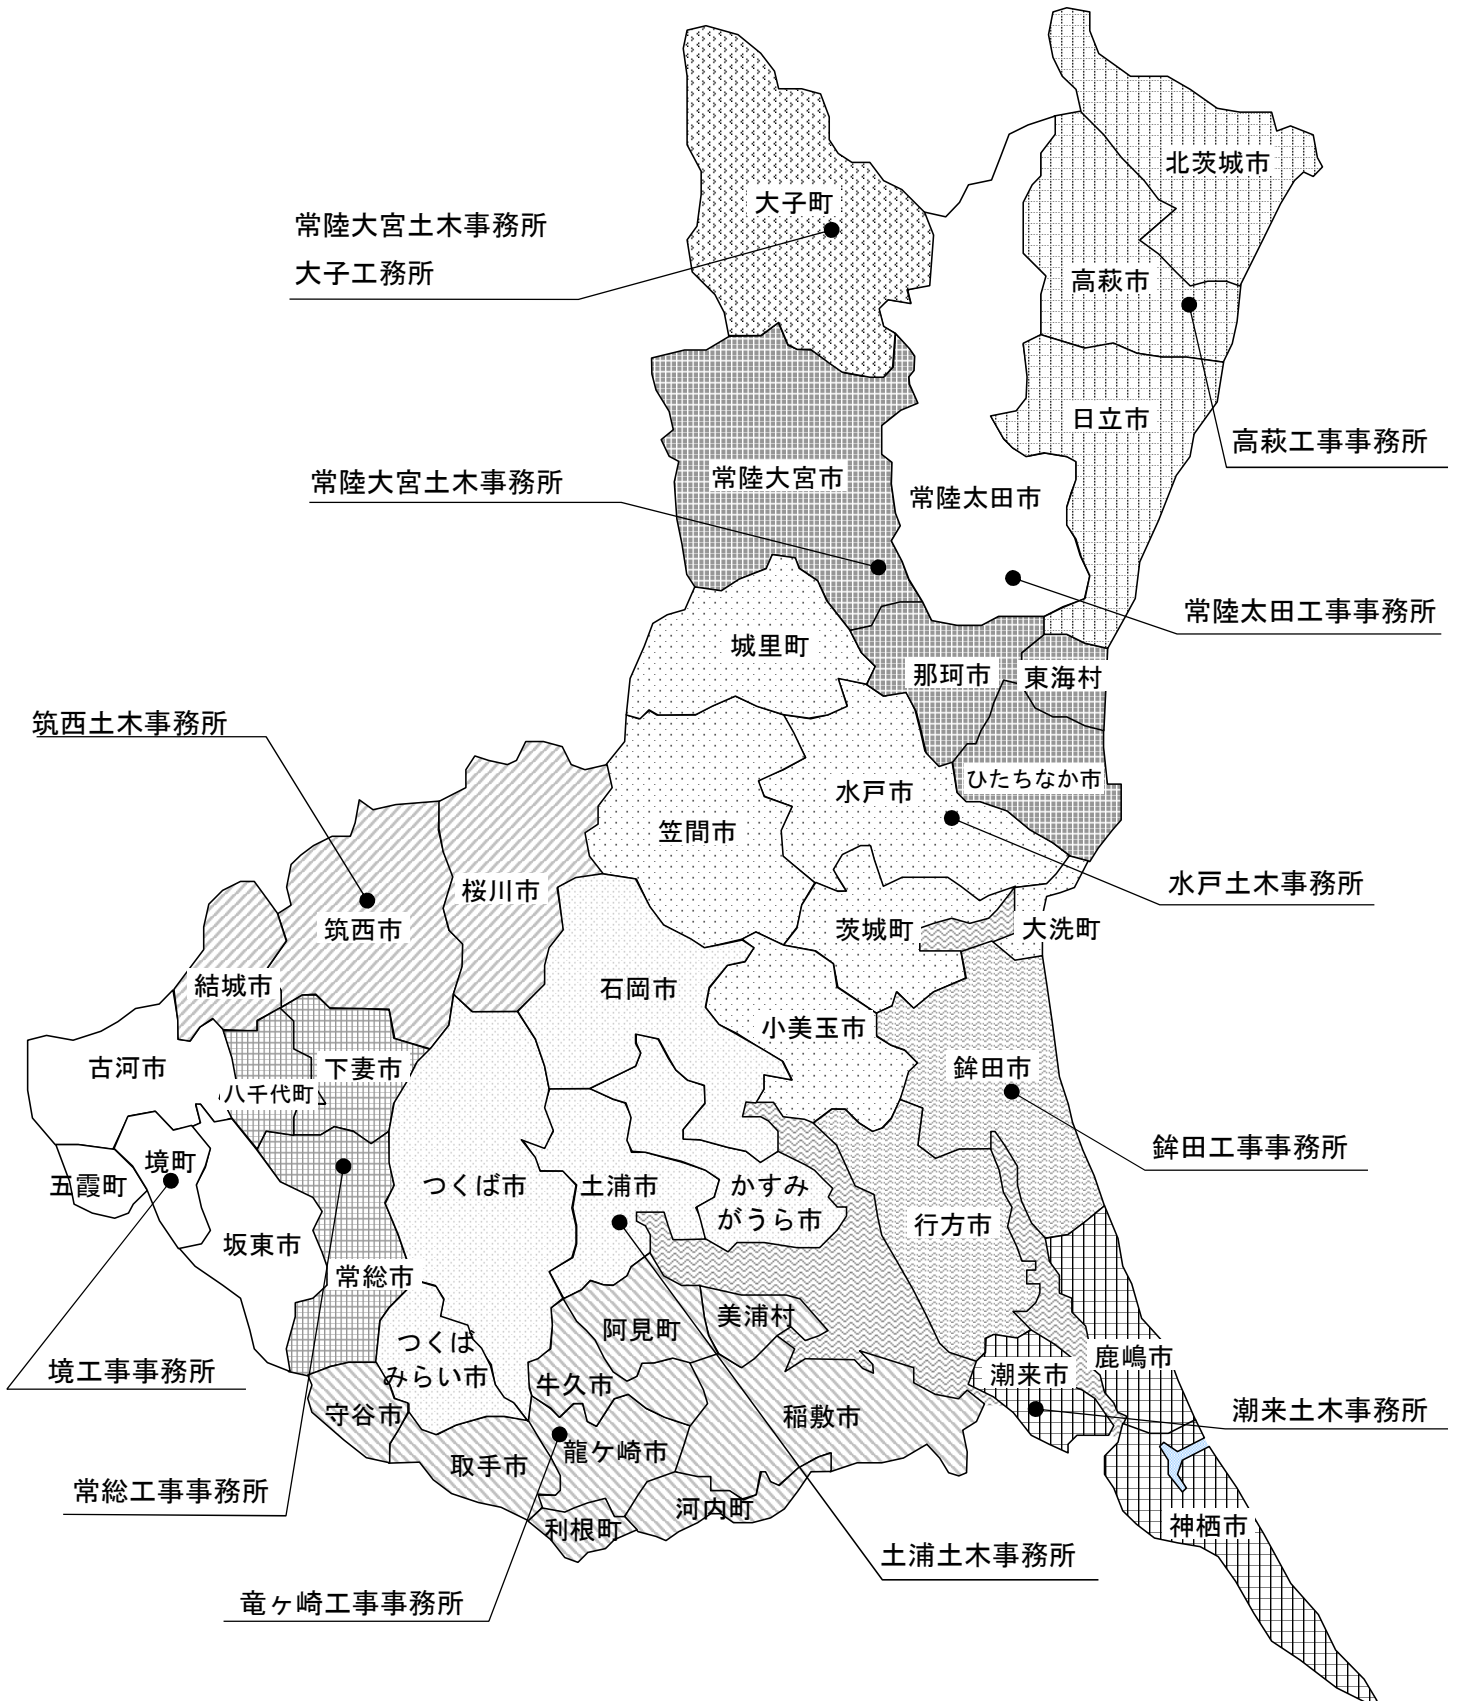 北茨城市
大子町
常陸大宮土木事務所
大子工務所
高萩市
日立市
高萩工事事務所
常陸大宮市
常陸大宮土木事務所
常陸太田市
常陸太田工事事務所
城里町
那珂市
東海村
筑西土木事務所
ひたちなか市
水戸市
笠間市
桜川市
水戸土木事務所
筑西市
茨城町
大洗町
結城市
石岡市
小美玉市
古河市
下妻市
八千代町
鉾田市
鉾田工事事務所
境町
五霞町
つくば市
土浦市
かすみ
がうら市
行方市
坂東市
常総市
美浦村
阿見町
つくば
みらい市
鹿嶋市
境工事事務所
牛久市
潮来市
守谷市
稲敷市
潮来土木事務所
龍ケ崎市
取手市
常総工事事務所
河内町
利根町
神栖市
土浦土木事務所
竜ヶ崎工事事務所